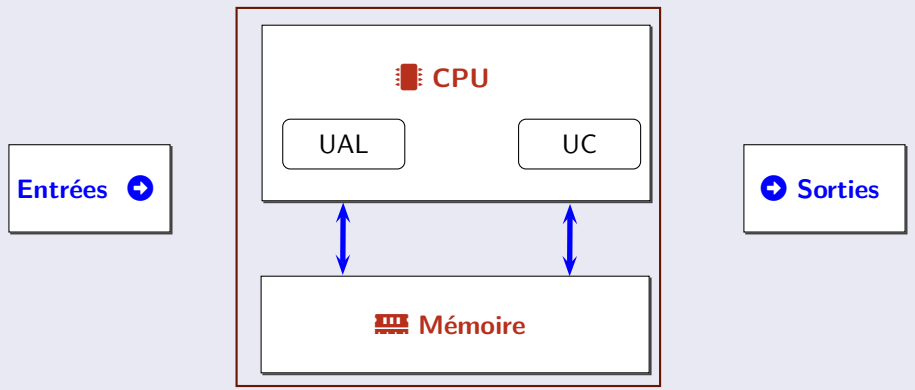 CPU
UAL
UC
Entrées
Sorties
Mémoire